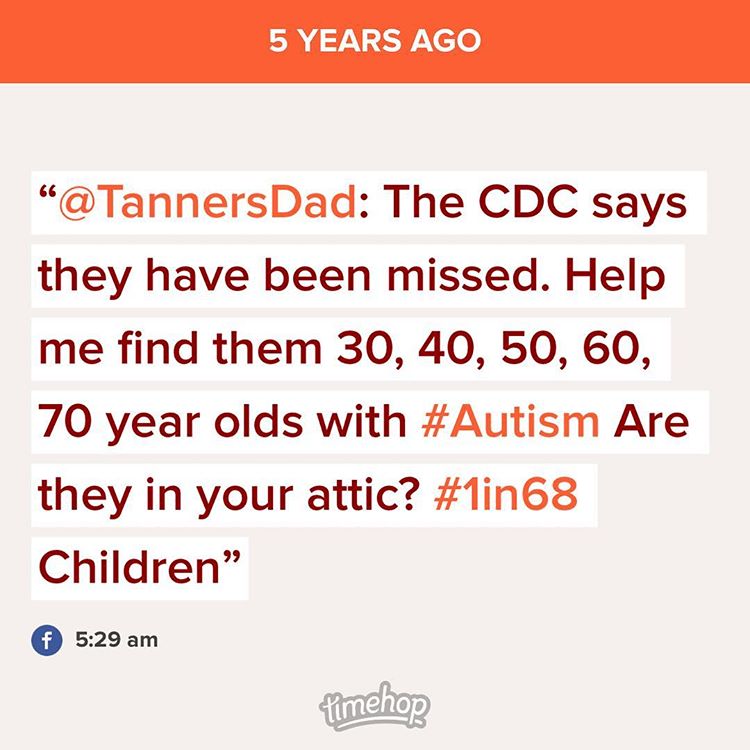 5 YEARS AGO
“@TannersDad: The CDC says
they have been missed. Help
me find them 30, 40, 50, 60,
70 year olds with #Autism Are
they in your attic? #1in68
Children”
f 5:29 am
timehop